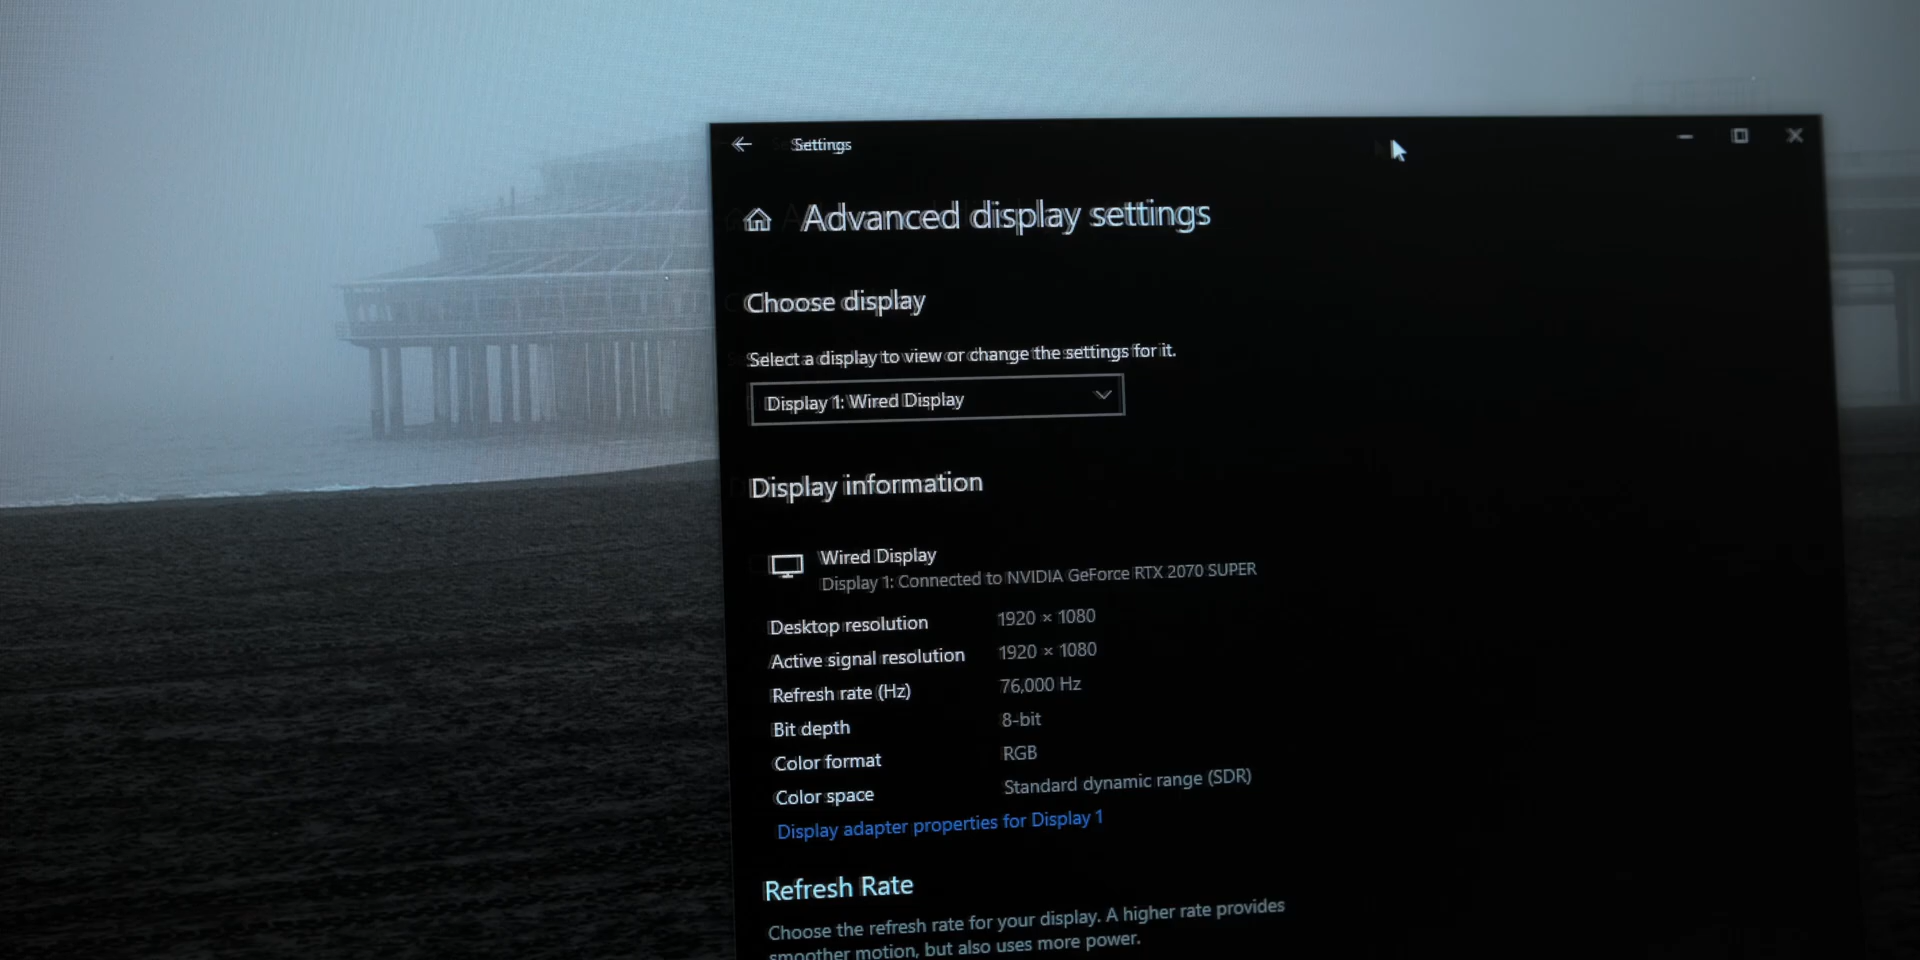 Settings
Advanced display settings
Choose display
Select a display to view or change the settings for it.
Display 1: Wired Display
Display information
Wired Display
Display 1: Connected to NVIDIA GeForce RTX 2070 SUPER
Desktop resolution 1920 × 1080
Active signal resolution 1920 × 1080
Refresh rate (Hz) 76,000 Hz
Bit depth 8-bit
Color format RGB
Color space Standard dynamic range (SDR)
Display adapter properties for Display 1
Refresh Rate
Choose the refresh rate for your display. A higher rate provides
smoother motion, but also uses more power.